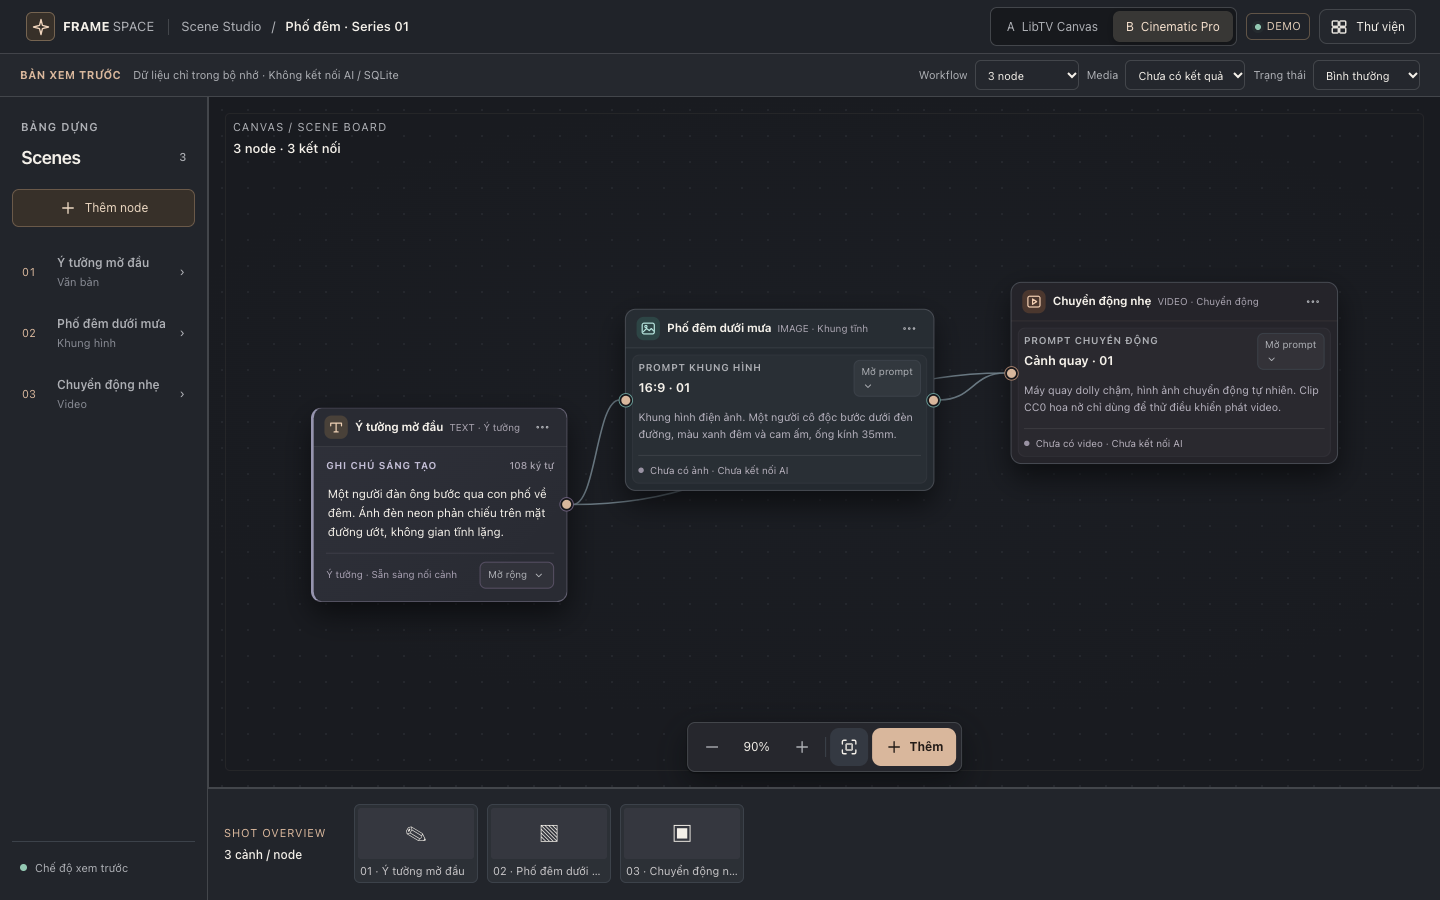 FRAME SPACE
Scene Studio / Phố đêm · Series 01
A LibTV Canvas
B Cinematic Pro
DEMO
Thư viện
BẢN XEM TRƯỚC
Dữ liệu chỉ trong bộ nhớ · Không kết nối AI / SQLite
Workflow
3 node
Media
Chưa có kết quả
Trạng thái
Bình thường
BẢNG DỰNG
Scenes
3
Thêm node
01
Ý tưởng mở đầu
Văn bản
02
Phố đêm dưới mưa
Khung hình
03
Chuyển động nhẹ
Video
Chế độ xem trước
CANVAS / SCENE BOARD
3 node · 3 kết nối
Ý tưởng mở đầu TEXT · Ý tưởng
GHI CHÚ SÁNG TẠO
108 ký tự
Một người đàn ông bước qua con phố về
đêm. Ánh đèn neon phản chiếu trên mặt
đường ướt, không gian tĩnh lặng.
Ý tưởng · Sẵn sàng nối cảnh
Mở rộng
Phố đêm dưới mưa IMAGE · Khung tĩnh
PROMPT KHUNG HÌNH
16:9 · 01
Mở prompt
Khung hình điện ảnh. Một người cô độc bước dưới đèn
đường, màu xanh đêm và cam ấm, ống kính 35mm.
Chưa có ảnh · Chưa kết nối AI
Chuyển động nhẹ VIDEO · Chuyển động
PROMPT CHUYỂN ĐỘNG
Cảnh quay · 01
Mở prompt
Máy quay dolly chậm, hình ảnh chuyển động tự nhiên. Clip
CC0 hoa nở chỉ dùng để thử điều khiển phát video.
Chưa có video · Chưa kết nối AI
90%
Thêm
SHOT OVERVIEW
3 cảnh / node
01 · Ý tưởng mở đầu
02 · Phố đêm dưới ...
03 · Chuyển động n...